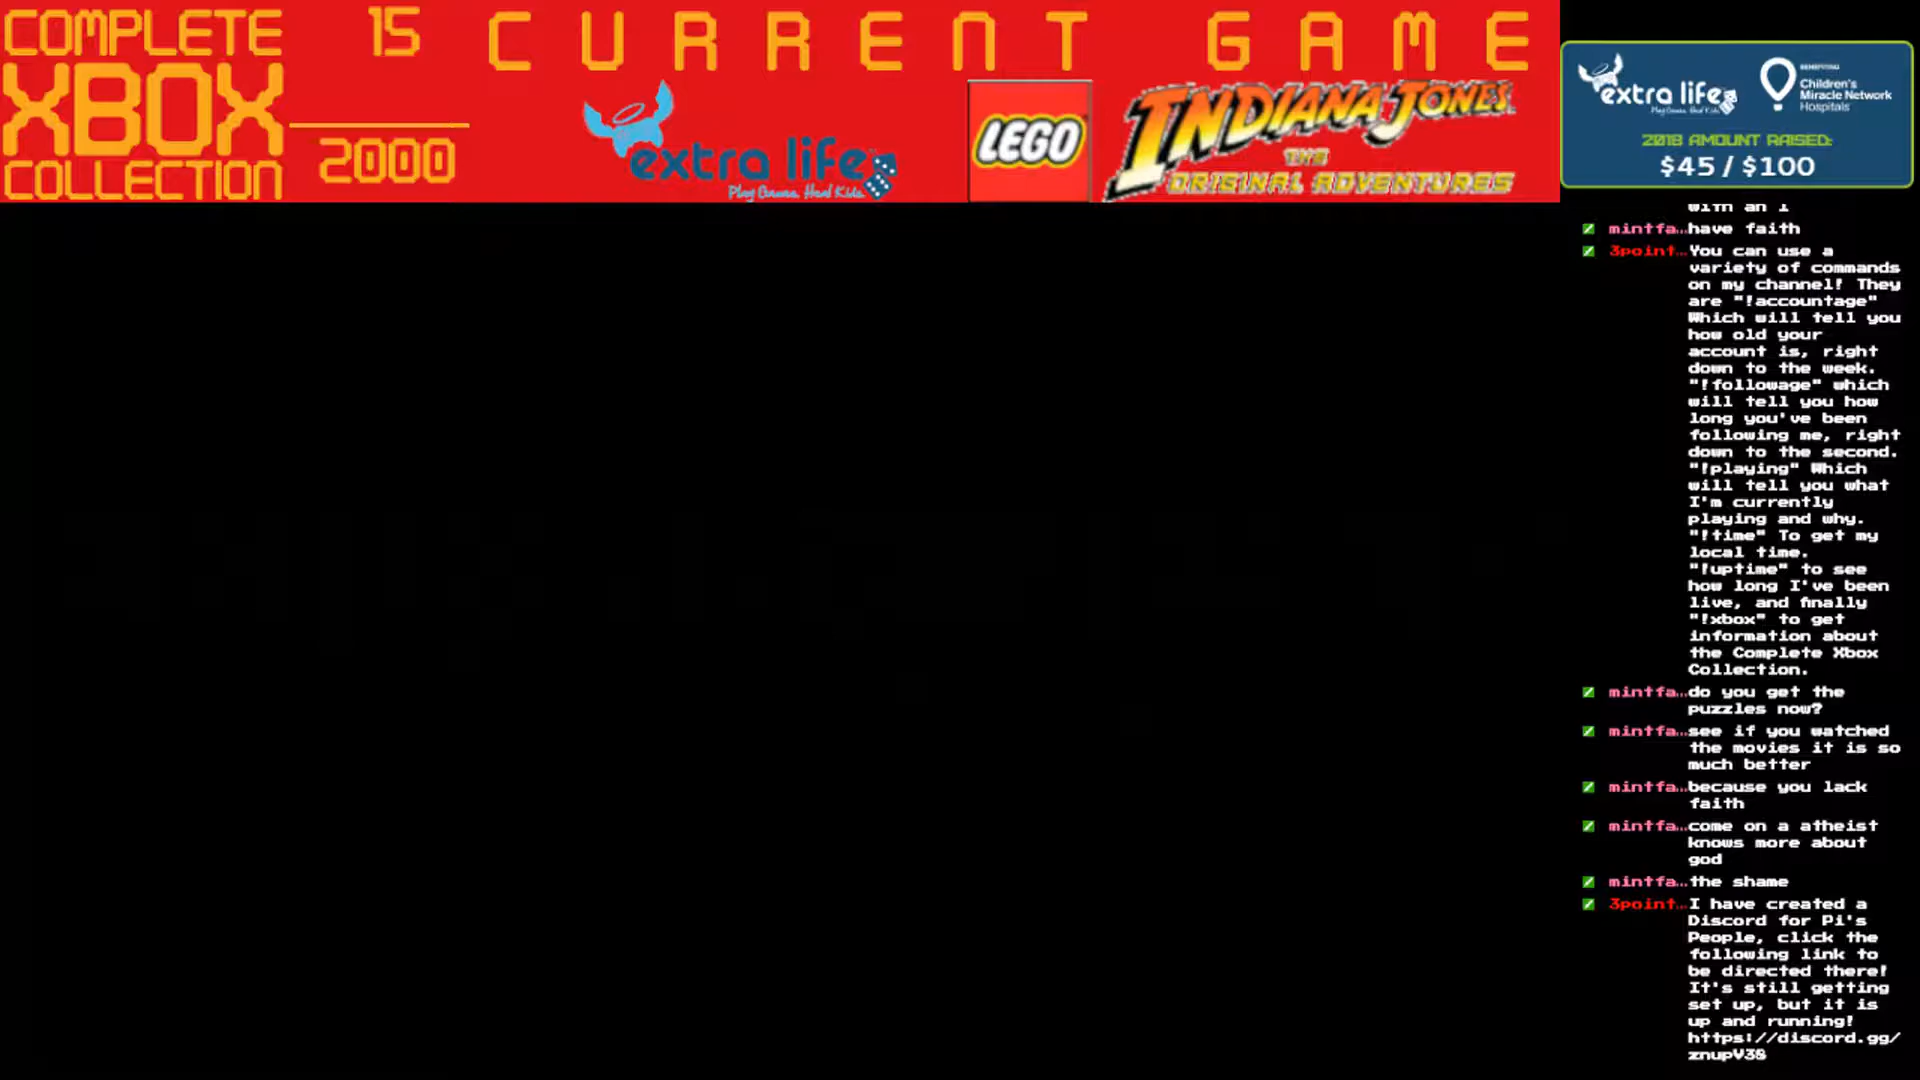 COMPLETE
XBOX
COLLECTION
15
2000
CURRENT GAME
extra life
Play Games. Heal Kids.
LEGO
INDIANA JONES
THE
ORIGINAL ADVENTURES
extra life
Play Games. Heal Kids.
BENEFITING
Children's
Miracle Network
Hospitals
2018 AMOUNT RAISED:
$45 / $100
with an i
mintfa...have faith
3point...You can use a
variety of commands
on my channel! They
are "!accountage"
Which will tell you
how old your
account is, right
down to the week.
"!followage" which
will tell you how
long you've been
following me, right
down to the second.
"!playing" Which
will tell you what
I'm currently
playing and why.
"!time" To get my
local time.
"!uptime" to see
how long I've been
live, and finally
"!xbox" to get
information about
the Complete Xbox
Collection.
mintfa...do you get the
puzzles now?
mintfa...see if you watched
the movies it is so
much better
mintfa...because you lack
faith
mintfa...come on a atheist
knows more about
god
mintfa...the shame
3point...I have created a
Discord for Pi's
People, click the
following link to
be directed there!
It's still getting
set up, but it is
up and running!
https://discord.gg/
znupV38